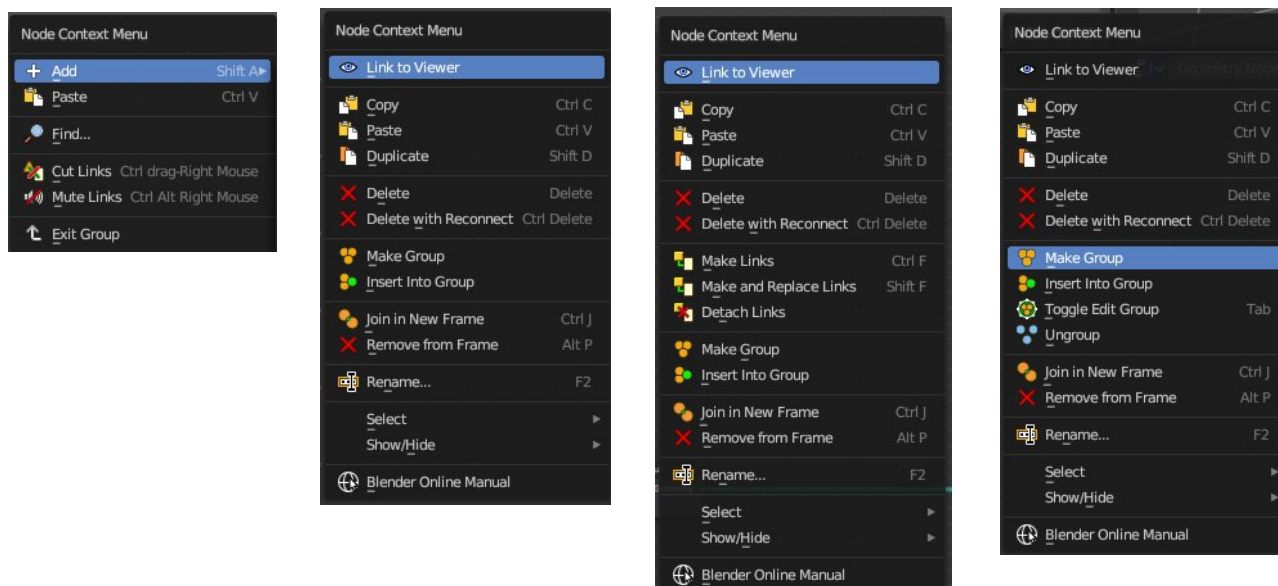 Node Context Menu
Add Shift A
Paste Ctrl V
Find...
Cut Links Ctrl drag-Right Mouse
Mute Links Ctrl Alt Right Mouse
Exit Group
Node Context Menu
Link to Viewer
Copy Ctrl C
Paste Ctrl V
Duplicate Shift D
Delete Delete
Delete with Reconnect Ctrl Delete
Make Group
Insert Into Group
Join in New Frame Ctrl J
Remove from Frame Alt P
Rename... F2
Select
Show/Hide
Blender Online Manual
Node Context Menu
Link to Viewer
Copy Ctrl C
Paste Ctrl V
Duplicate Shift D
Delete Delete
Delete with Reconnect Ctrl Delete
Make Links Ctrl F
Make and Replace Links Shift F
Detach Links
Make Group
Insert Into Group
Join in New Frame Ctrl J
Remove from Frame Alt P
Rename... F2
Select
Show/Hide
Blender Online Manual
Node Context Menu
Link to Viewer Geometry Node
Copy Ctrl C
Paste Ctrl V
Duplicate Shift D
Delete Delete
Delete with Reconnect Ctrl Delete
Make Group
Insert Into Group
Toggle Edit Group Tab
Ungroup
Join in New Frame Ctrl J
Remove from Frame Alt P
Rename... F2
Select
Show/Hide
Blender Online Manual